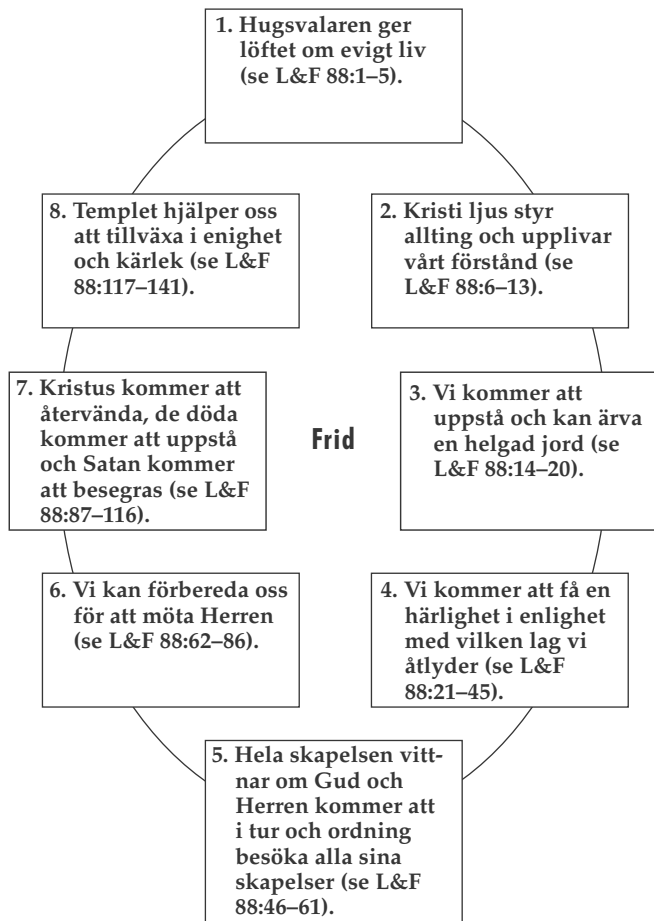 1. Hugsvalaren ger
löftet om evigt liv
(se L&F 88:1–5).
2. Kristi ljus styr
allting och upplivar
vårt förstånd (se
L&F 88:6–13).
3. Vi kommer att
uppstå och kan ärva
en helgad jord (se
L&F 88:14–20).
4. Vi kommer att få en
härlighet i enlighet
med vilken lag vi
åtlyder (se L&F
88:21–45).
5. Hela skapelsen vitt-
nar om Gud och
Herren kommer att
i tur och ordning
besöka alla sina
skapelser (se L&F
88:46–61).
6. Vi kan förbereda oss
för att möta Herren
(se L&F 88:62–86).
7. Kristus kommer att
återvända, de döda
kommer att uppstå
och Satan kommer
att besegras (se L&F
88:87–116).
8. Templet hjälper oss
att tillväxa i enighet
och kärlek (se L&F
88:117–141).
Frid